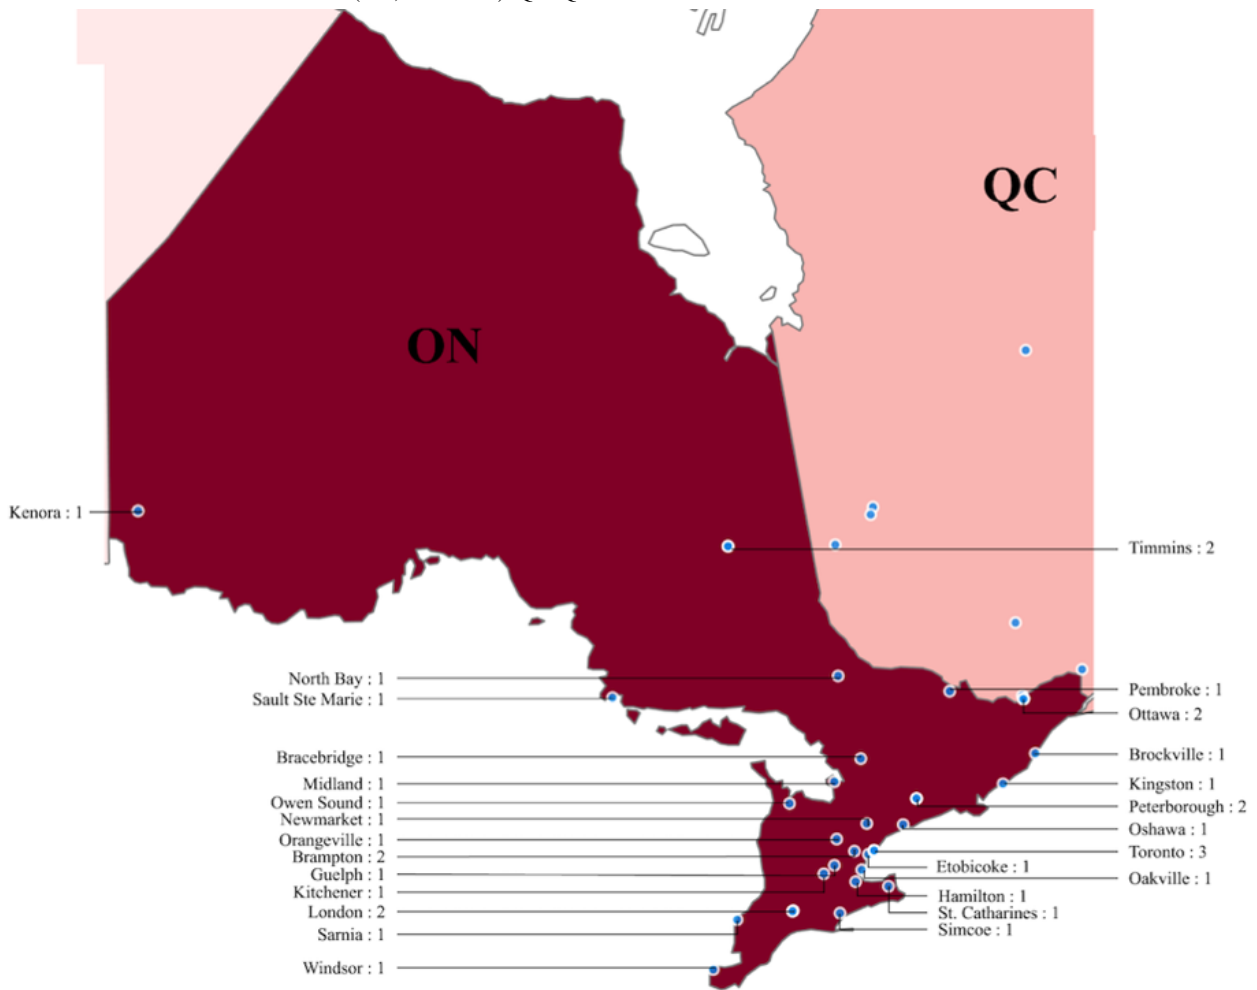 QC
ON
Kenora : 1
Timmins : 2
North Bay : 1
Sault Ste Marie : 1
Pembroke : 1
Ottawa : 2
Bracebridge : 1
Brockville : 1
Midland : 1
Kingston : 1
Owen Sound : 1
Peterborough : 2
Newmarket : 1
Oshawa : 1
Orangeville : 1
Toronto : 3
Brampton : 2
Etobicoke : 1
Guelph : 1
Oakville : 1
Kitchener : 1
Hamilton : 1
London : 2
St. Catharines : 1
Simcoe : 1
Sarnia : 1
Windsor : 1